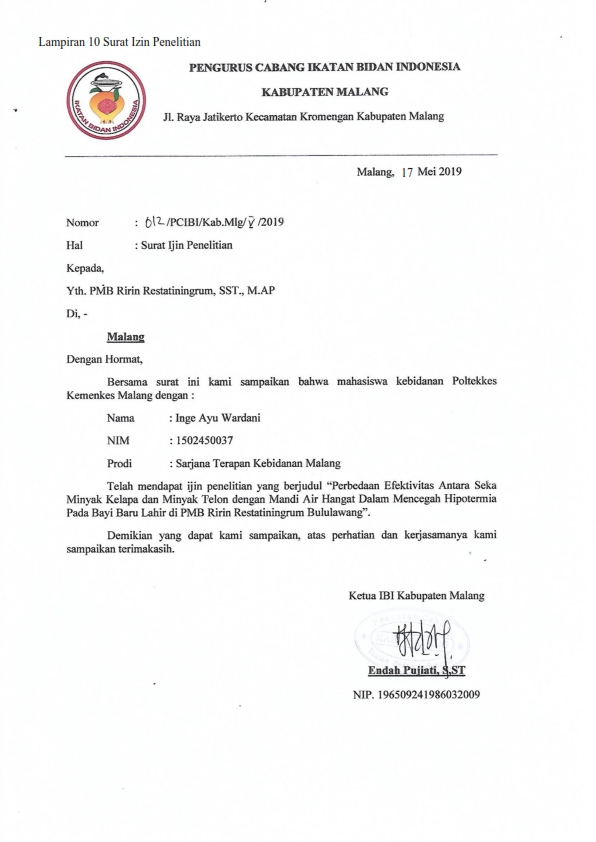 Lampiran 10 Surat Izin Penelitian
IKATAN BIDAN INDONESIA
PENGURUS CABANG IKATAN BIDAN INDONESIA
KABUPATEN MALANG
Jl. Raya Jatikerto Kecamatan Kromengan Kabupaten Malang
Malang, 17 Mei 2019
Nomor : 012 /PCIBI/Kab.Mlg/ V /2019
Hal : Surat Ijin Penelitian
Kepada,
Yth. PMB Ririn Restatiningrum, SST., M.AP
Di, -
Malang
Dengan Hormat,
Bersama surat ini kami sampaikan bahwa mahasiswa kebidanan Poltekkes
Kemenkes Malang dengan :
Nama : Inge Ayu Wardani
NIM : 1502450037
Prodi : Sarjana Terapan Kebidanan Malang
Telah mendapat ijin penelitian yang berjudul “Perbedaan Efektivitas Antara Seka
Minyak Kelapa dan Minyak Telon dengan Mandi Air Hangat Dalam Mencegah Hipotermia
Pada Bayi Baru Lahir di PMB Ririn Restatiningrum Bululawang”.
Demikian yang dapat kami sampaikan, atas perhatian dan kerjasamanya kami
sampaikan terimakasih.
Ketua IBI Kabupaten Malang
Endah Pujiati, S,ST
NIP. 196509241986032009